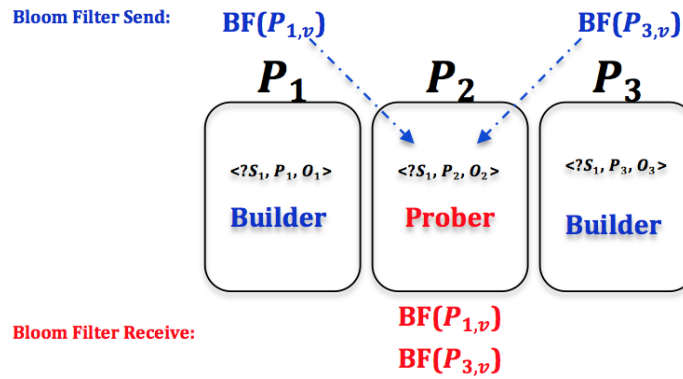 Bloom Filter Send: BF(P1,v) BF(P3,v)
P1 P2 P3
<?S1, P1, O1> <?S1, P2, O2> <?S1, P3, O3>
Builder Prober Builder
BF(P1,v)
Bloom Filter Receive:
BF(P3,v)